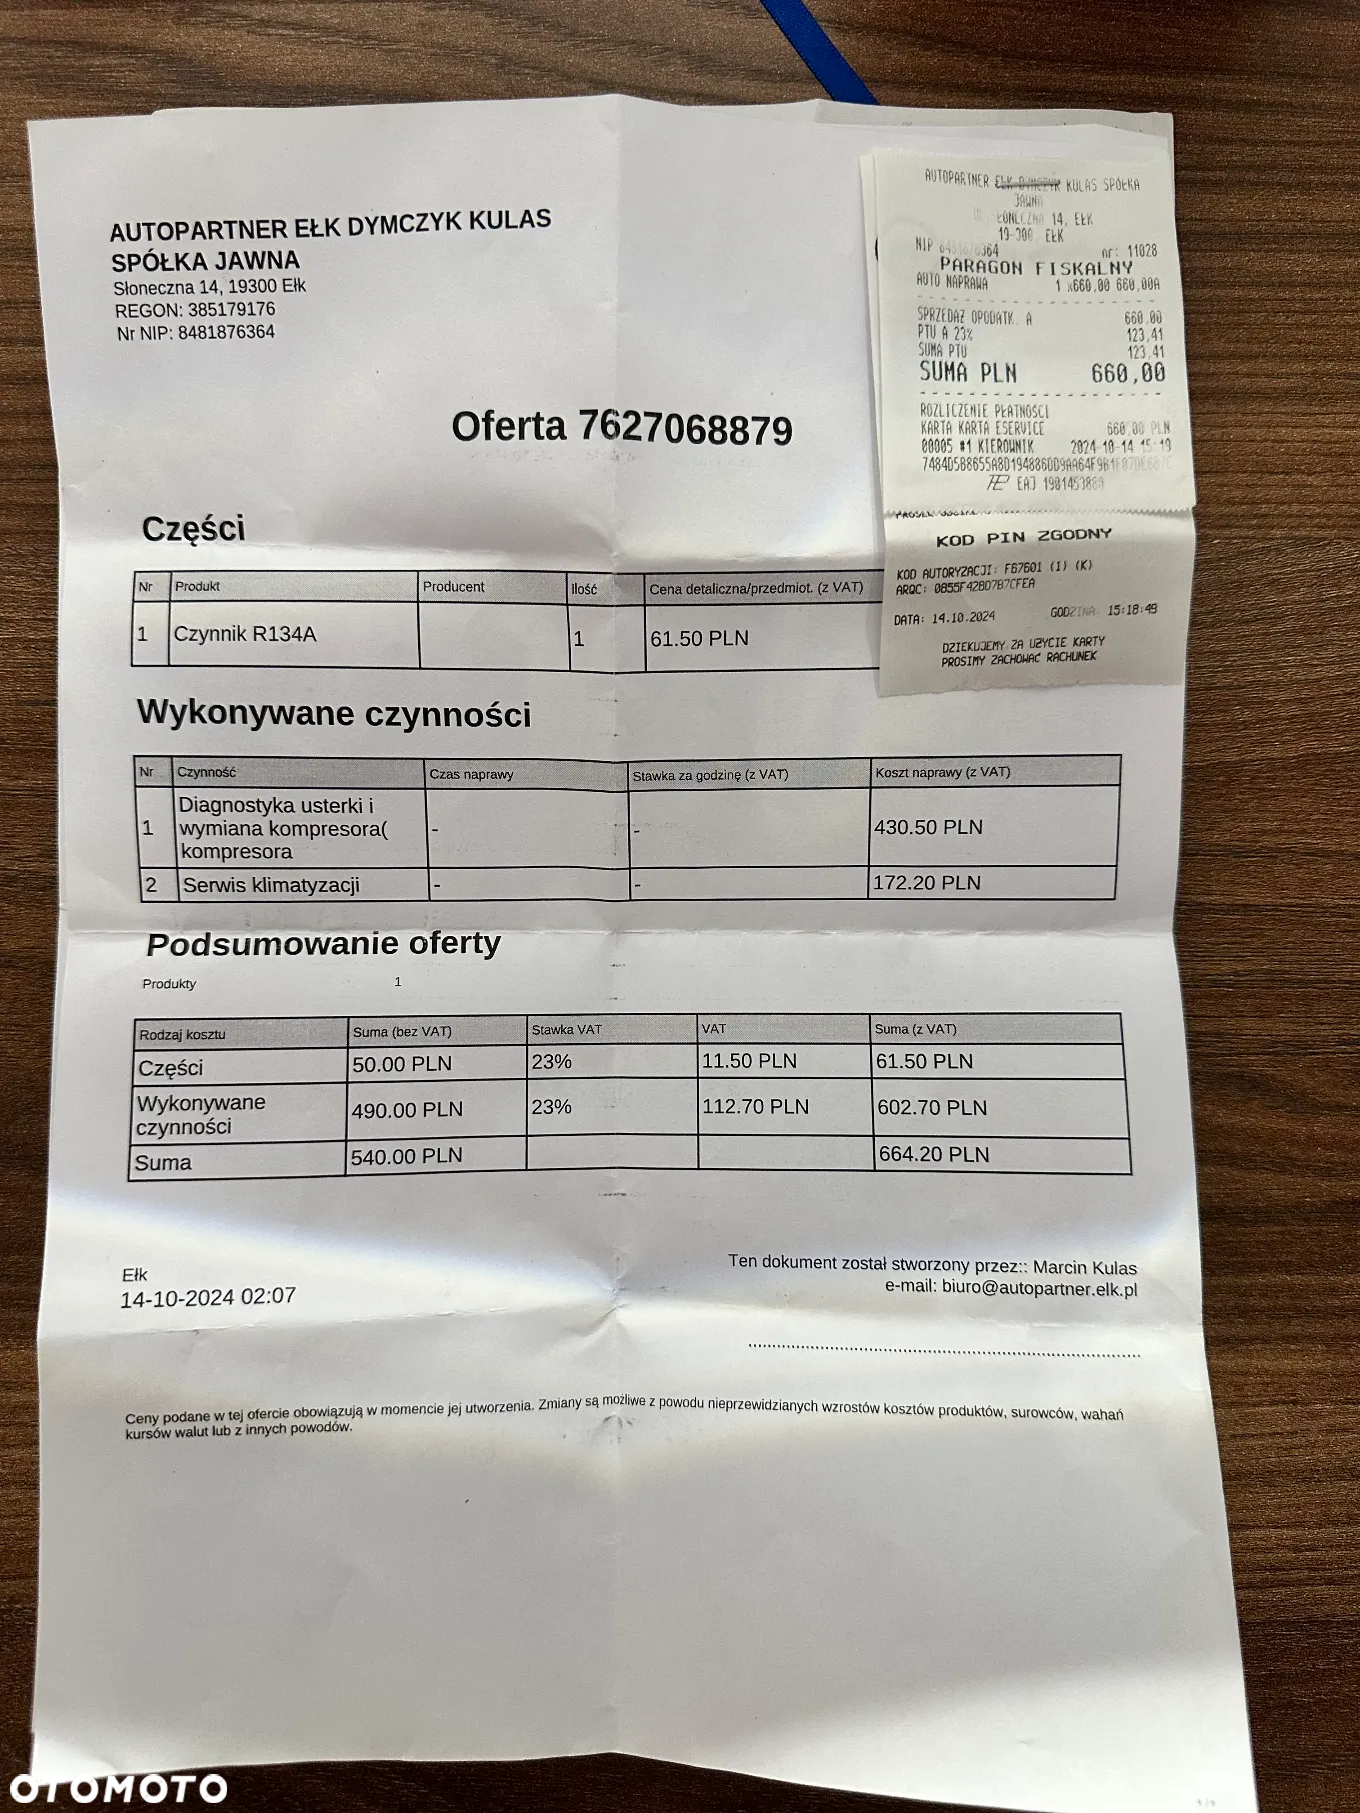 AUTOPARTNER EŁK DYMCZYK KULAS
SPÓŁKA JAWNA
Słoneczna 14, 19300 Ełk
REGON: 385179176
Nr NIP: 8481876364
AUTOPARTNER EŁK DYMCZYK KULAS SPÓŁKA
JAWNA
14, EŁK
19-300 EŁK
NIP nr: 11028
PARAGON FISKALNY
AUTO NAPRAWA 1 x660,00 660,00A
SPRZEDAŻ OPODATK. A 660,00
PTU A 23% 123,41
SUMA PTU 123,41
SUMA PLN 660,00
ROZLICZENIE PŁATNOŚCI
KARTA KARTA ESERVICE 660,00 PLN
00005 #1 KIEROWNIK 2024-10-14 15:19
EAJ
KOD PIN ZGODNY
KOD AUTORYZACJI: F67601 (1) (K)
ARQC: 0855F428D7B7CFEA
DATA: 14.10.2024 GODZINA: 15:18:49
DZIEKUJEMY ZA UZYCIE KARTY
PROSIMY ZACHOWAC RACHUNEK
Oferta 7627068879
Części
Nr Produkt Producent Ilość Cena detaliczna/przedmiot. (z VAT)
1 Czynnik R134A 1 61.50 PLN
Wykonywane czynności
Nr Czynność Czas naprawy Stawka za godzinę (z VAT) Koszt naprawy (z VAT)
Diagnostyka usterki i
1 wymiana kompresora( - - 430.50 PLN
kompresora
2 Serwis klimatyzacji - - 172.20 PLN
Podsumowanie oferty
Produkty 1
Rodzaj kosztu Suma (bez VAT) Stawka VAT VAT Suma (z VAT)
Części 50.00 PLN 23% 11.50 PLN 61.50 PLN
Wykonywane
czynności 490.00 PLN 23% 112.70 PLN 602.70 PLN
Suma 540.00 PLN 664.20 PLN
Ełk
14-10-2024 02:07
Ten dokument został stworzony przez:: Marcin Kulas
e-mail: biuro@autopartner.elk.pl
Ceny podane w tej ofercie obowiązują w momencie jej utworzenia. Zmiany są możliwe z powodu nieprzewidzianych wzrostów kosztów produktów, surowców, wahań
kursów walut lub z innych powodów.
OTOMOTO